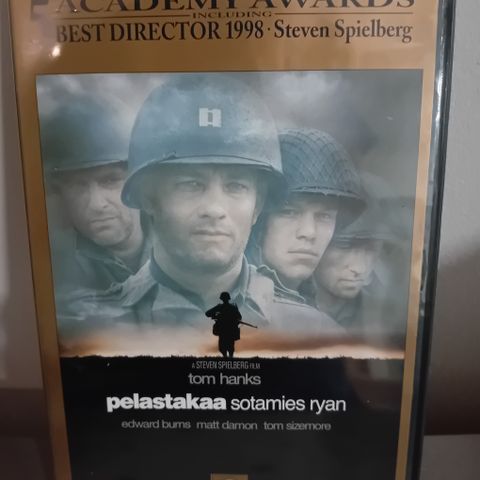 5 ACADEMY AWARDS
INCLUDING
BEST DIRECTOR 1998 · Steven Spielberg
A STEVEN SPIELBERG FILM
tom hanks
pelastakaa sotamies ryan
edward burns matt damon tom sizemore